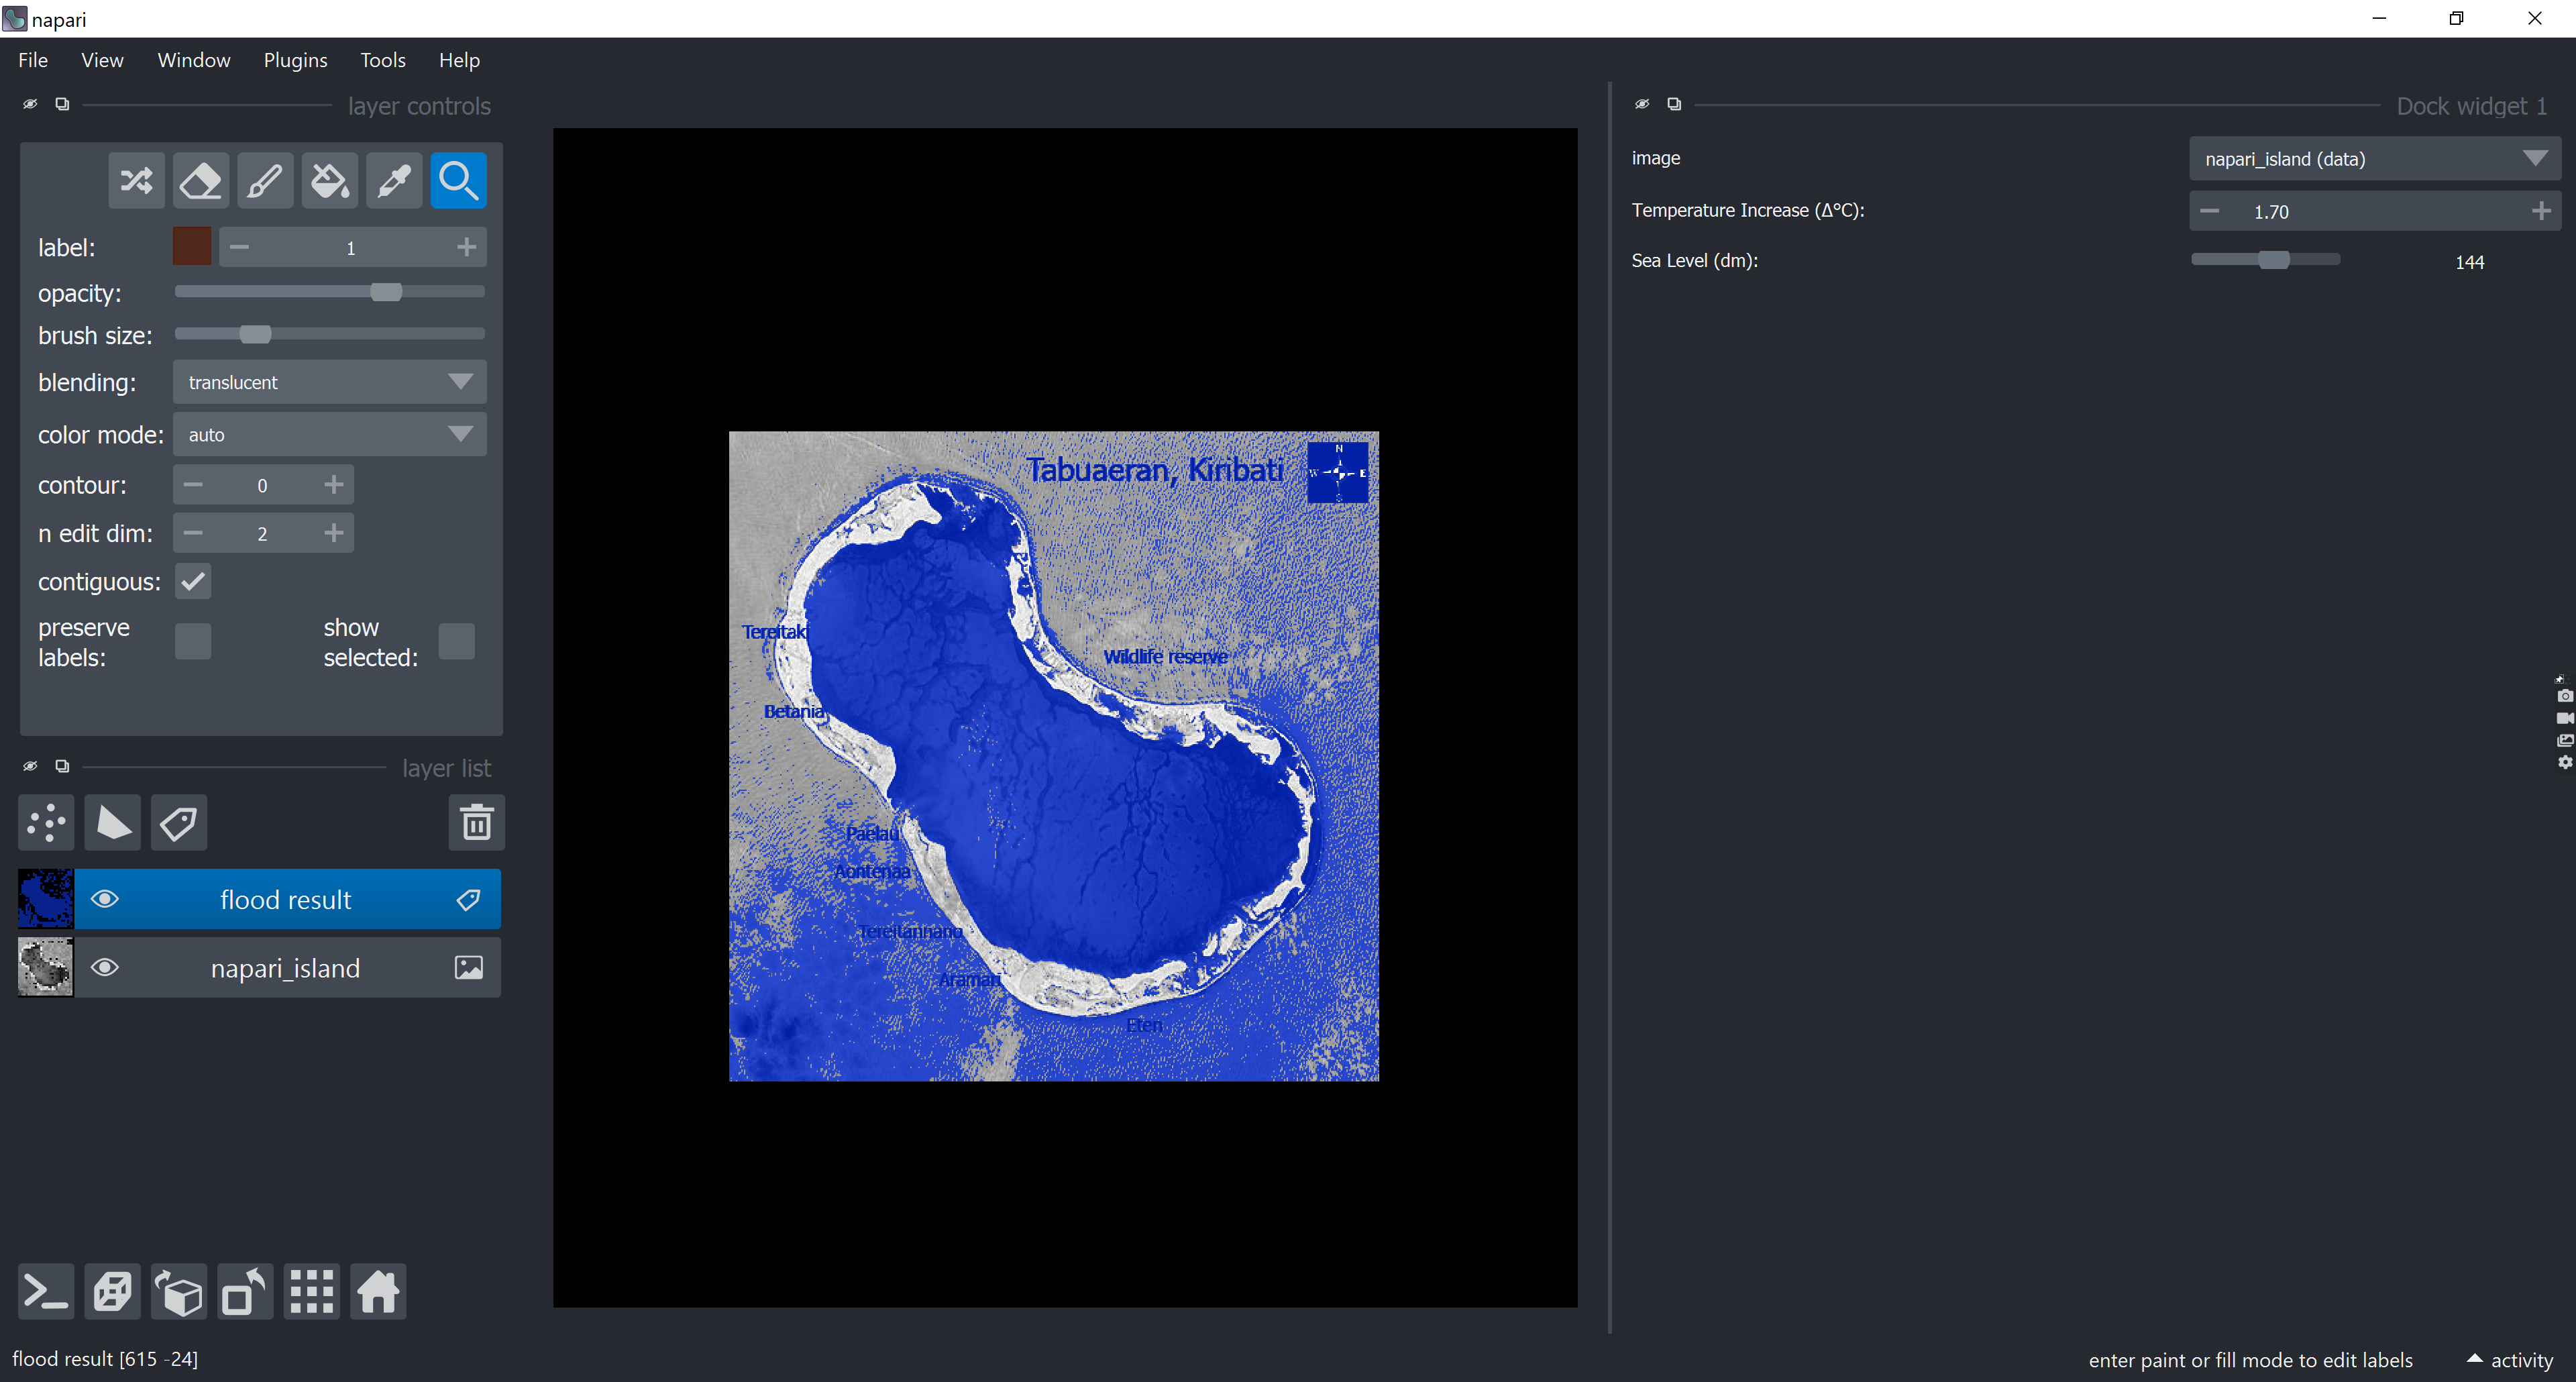 napari
File View Window Plugins Tools Help
layer controls
label: 1
opacity:
brush size:
blending: translucent
color mode: auto
contour: 0
n edit dim: 2
contiguous:
preserve labels:
show selected:
layer list
flood result
napari_island
Tabuaeran, Kiribati
N
W E
S
Tereitaki
Wildlife reserve
Betania
Paelau
Aontenaa
Tereitannano
Aramari
Eten
Dock widget 1
image napari_island (data)
Temperature Increase (Δ°C): 1.70
Sea Level (dm): 144
flood result [615 -24]
enter paint or fill mode to edit labels
activity